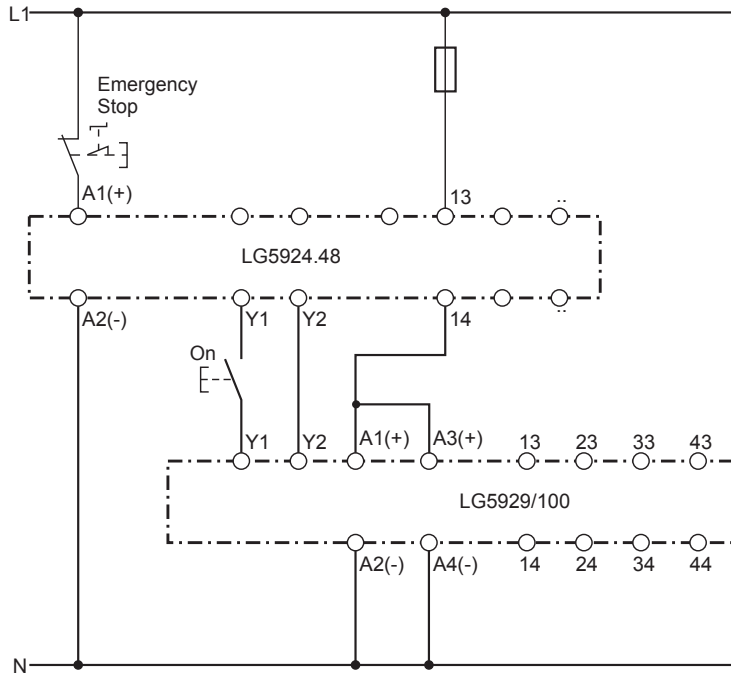 L1
Emergency
Stop
A1(+)
13
..
LG5924.48
A2(-)
Y1
Y2
14
..
On
Y1
Y2
A1(+)
A3(+)
13
23
33
43
LG5929/100
A2(-)
A4(-)
14
24
34
44
N